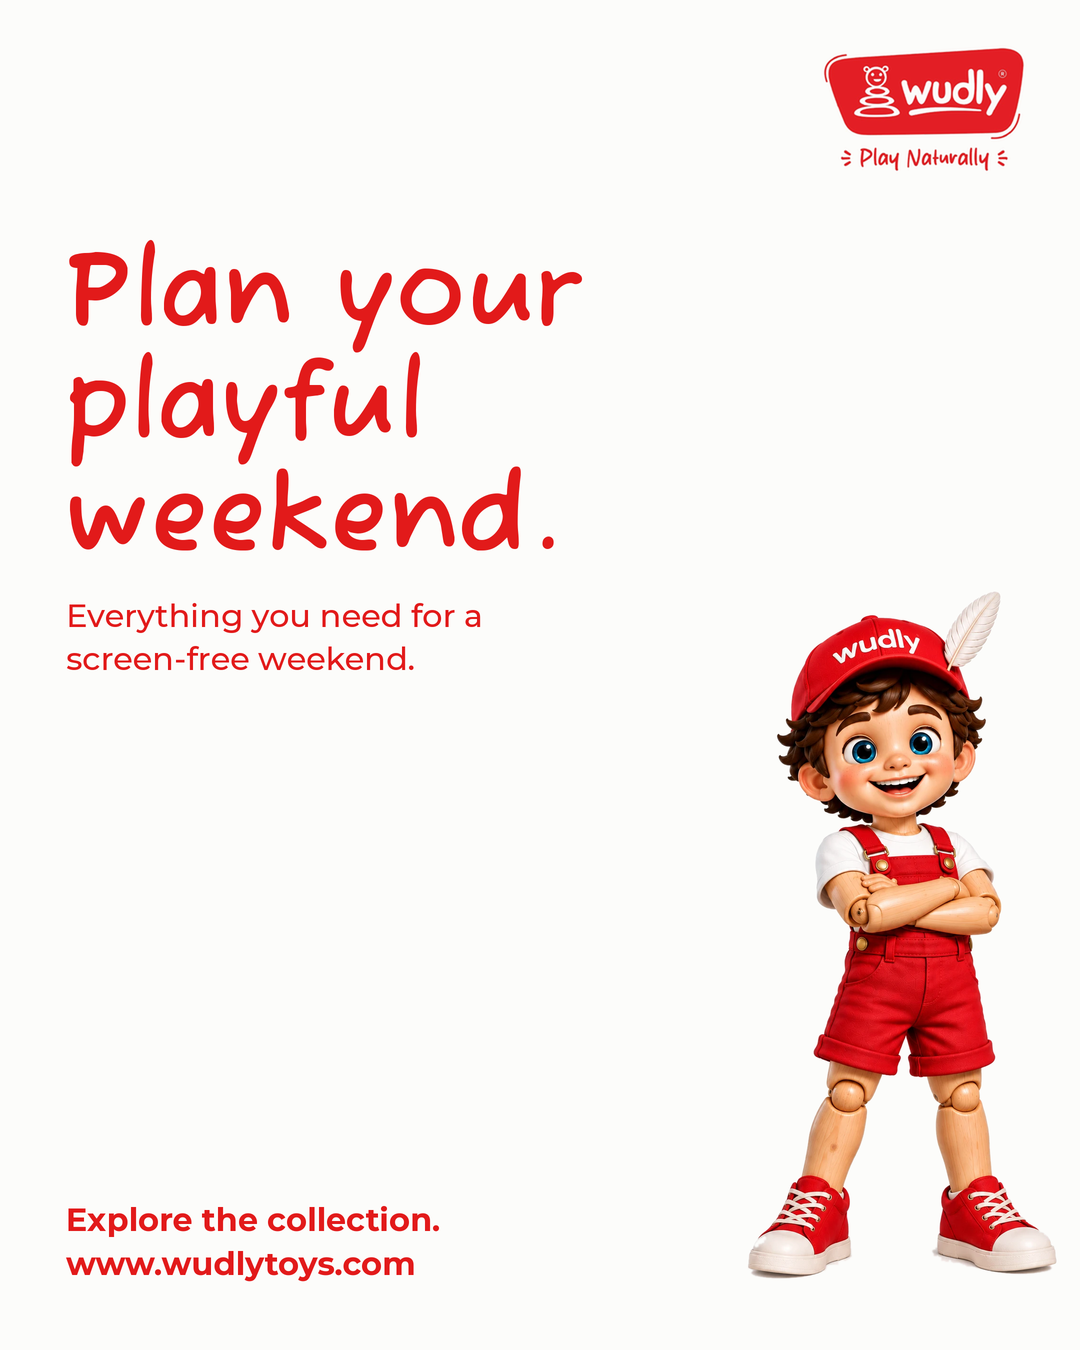 wudly®
Play Naturally
Plan your
playful
weekend.
Everything you need for a
screen-free weekend.
wudly
Explore the collection.
www.wudlytoys.com